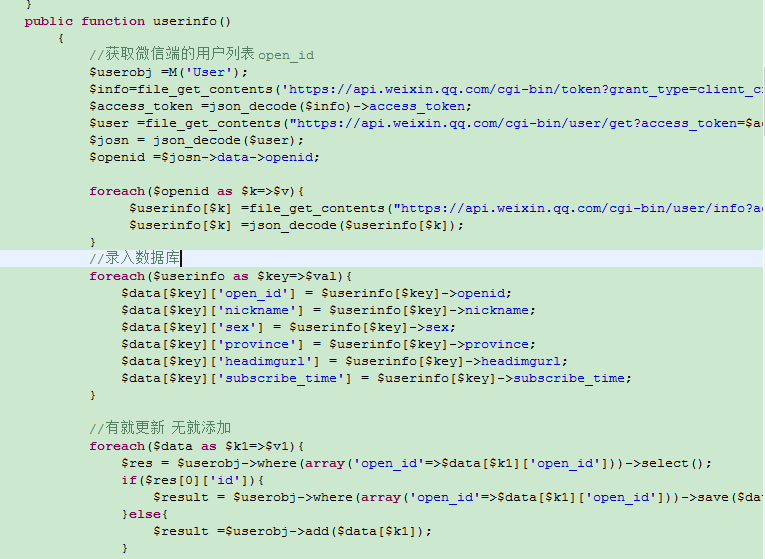 }
public function userinfo()
{
//获取微信端的用户列表open_id
$userobj =M('User');
$info=file_get_contents('https://api.weixin.qq.com/cgi-bin/token?grant_type=client_c
$access_token =json_decode($info)->access_token;
$user =file_get_contents("https://api.weixin.qq.com/cgi-bin/user/get?access_token=$a
$josn = json_decode($user);
$openid =$josn->data->openid;
foreach($openid as $k=>$v){
$userinfo[$k] =file_get_contents("https://api.weixin.qq.com/cgi-bin/user/info?a
$userinfo[$k] =json_decode($userinfo[$k]);
}
//录入数据库
foreach($userinfo as $key=>$val){
$data[$key]['open_id'] = $userinfo[$key]->openid;
$data[$key]['nickname'] = $userinfo[$key]->nickname;
$data[$key]['sex'] = $userinfo[$key]->sex;
$data[$key]['province'] = $userinfo[$key]->province;
$data[$key]['headimgurl'] = $userinfo[$key]->headimgurl;
$data[$key]['subscribe_time'] = $userinfo[$key]->subscribe_time;
}
//有就更新 无就添加
foreach($data as $k1=>$v1){
$res = $userobj->where(array('open_id'=>$data[$k1]['open_id']))->select();
if($res[0]['id']){
$result = $userobj->where(array('open_id'=>$data[$k1]['open_id']))->save($da
}else{
$result =$userobj->add($data[$k1]);
}